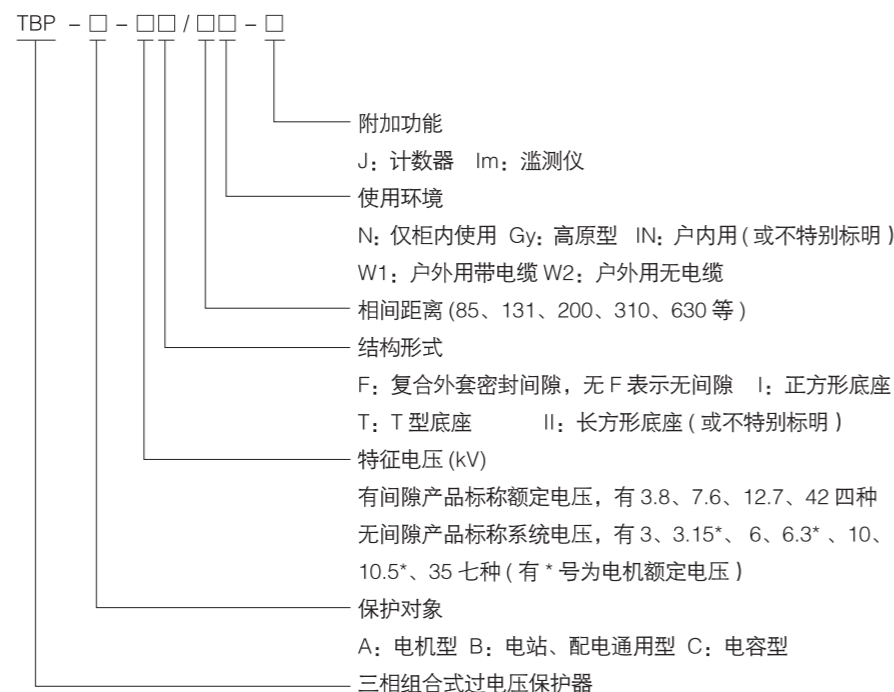 TBP - □ - □□ / □□ - □
附加功能
J：计数器 Im：滥测仪
使用环境
N：仅柜内使用 Gy：高原型 IN：户内用 ( 或不特别标明 )
W1：户外用带电缆 W2：户外用无电缆
相间距离 (85、131、200、310、630 等 )
结构形式
F：复合外套密封间隙，无 F 表示无间隙 I：正方形底座
T：T 型底座 II：长方形底座 ( 或不特别标明 )
特征电压 (kV)
有间隙产品标称额定电压，有 3.8、7.6、12.7、42 四种
无间隙产品标称系统电压，有 3、3.15*、 6、6.3* 、10、
10.5*、35 七种 ( 有 * 号为电机额定电压 )
保护对象
A：电机型 B：电站、配电通用型 C：电容型
三相组合式过电压保护器